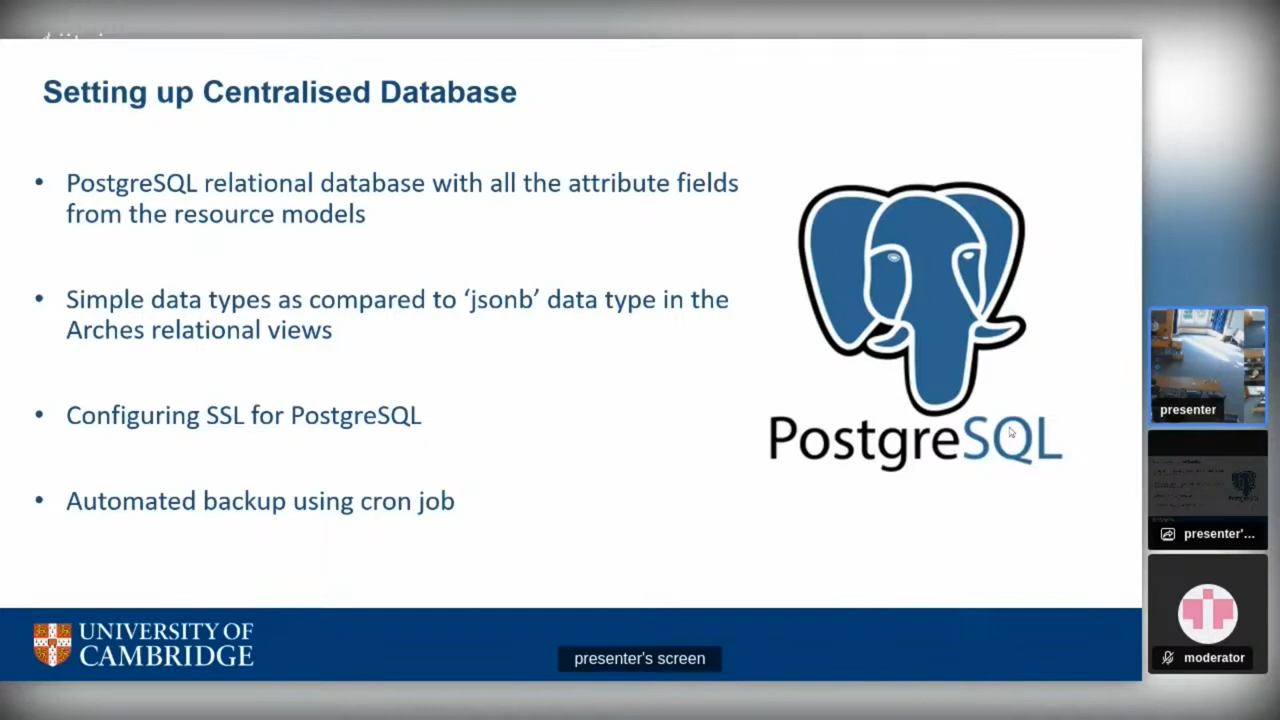 Setting up Centralised Database
• PostgreSQL relational database with all the attribute fields
from the resource models
• Simple data types as compared to ‘jsonb’ data type in the
Arches relational views
• Configuring SSL for PostgreSQL
• Automated backup using cron job
PostgreSQL
UNIVERSITY OF
CAMBRIDGE
presenter's screen
presenter
presenter'...
moderator